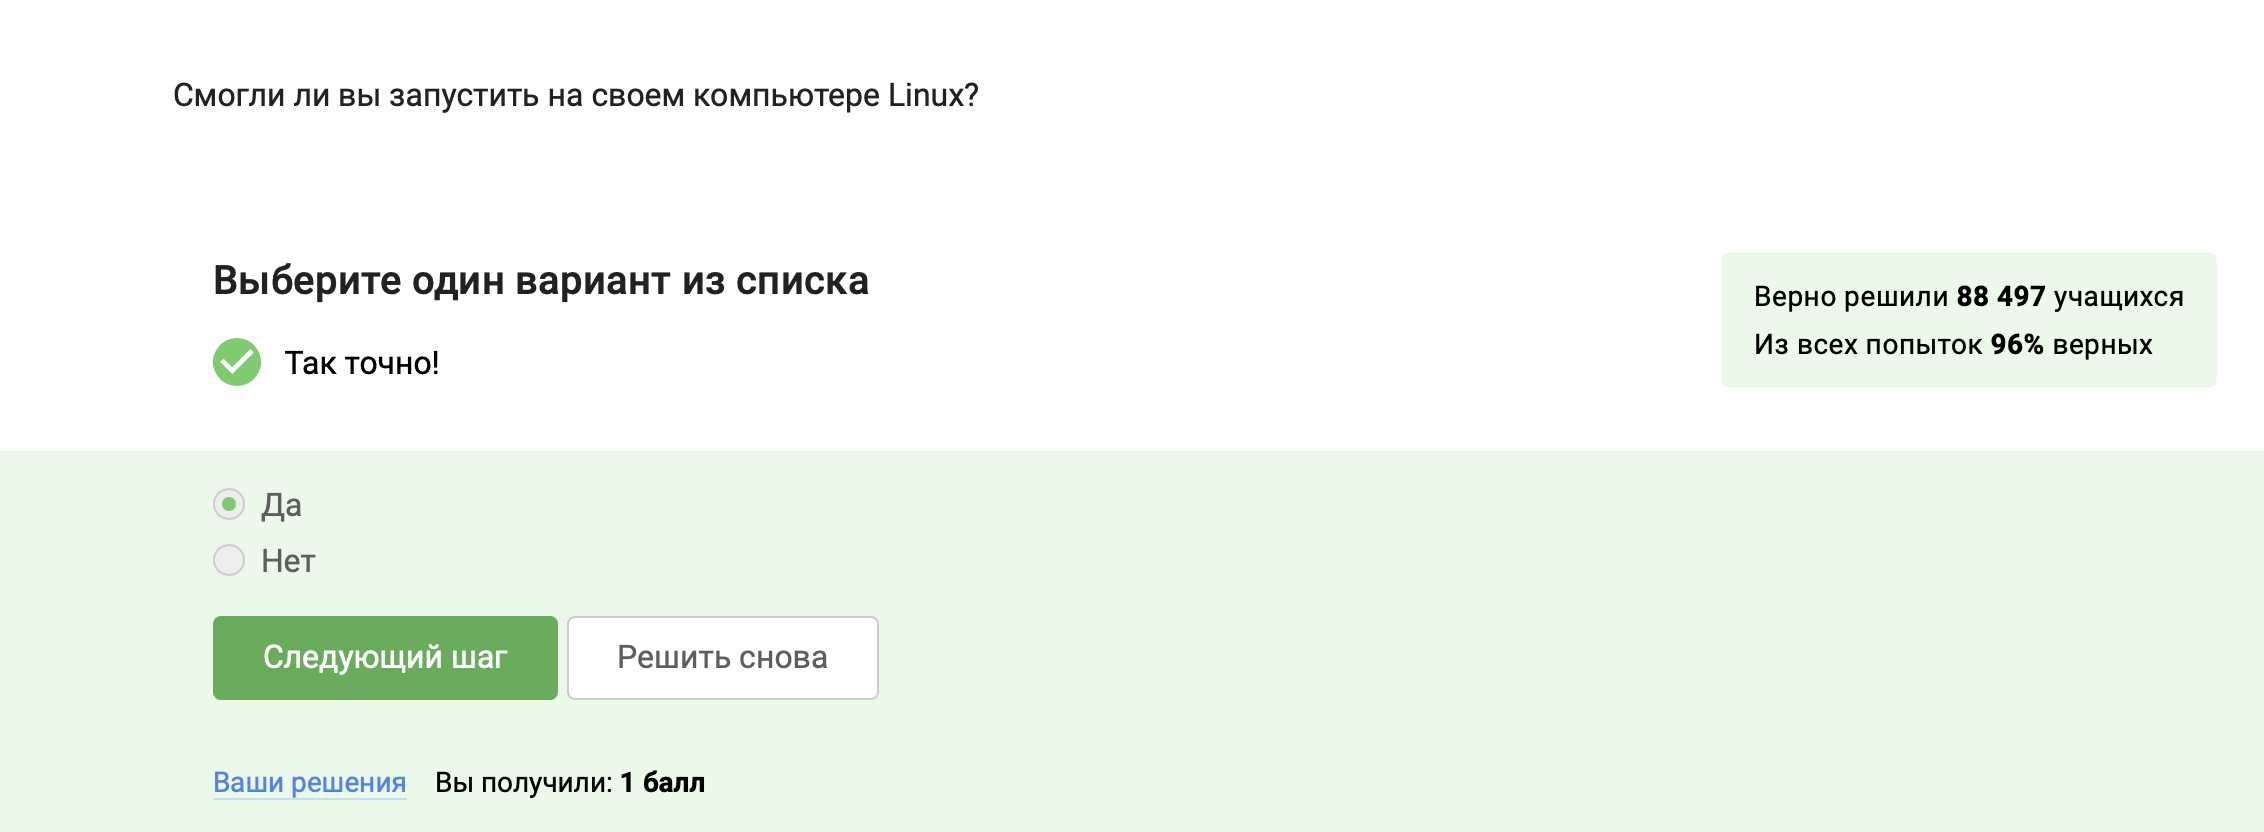 Смогли ли вы запустить на своем компьютере Linux?
Выберите один вариант из списка
Так точно!
Верно решили 88 497 учащихся
Из всех попыток 96% верных
Да
Нет
Следующий шаг
Решить снова
Ваши решения
Вы получили: 1 балл